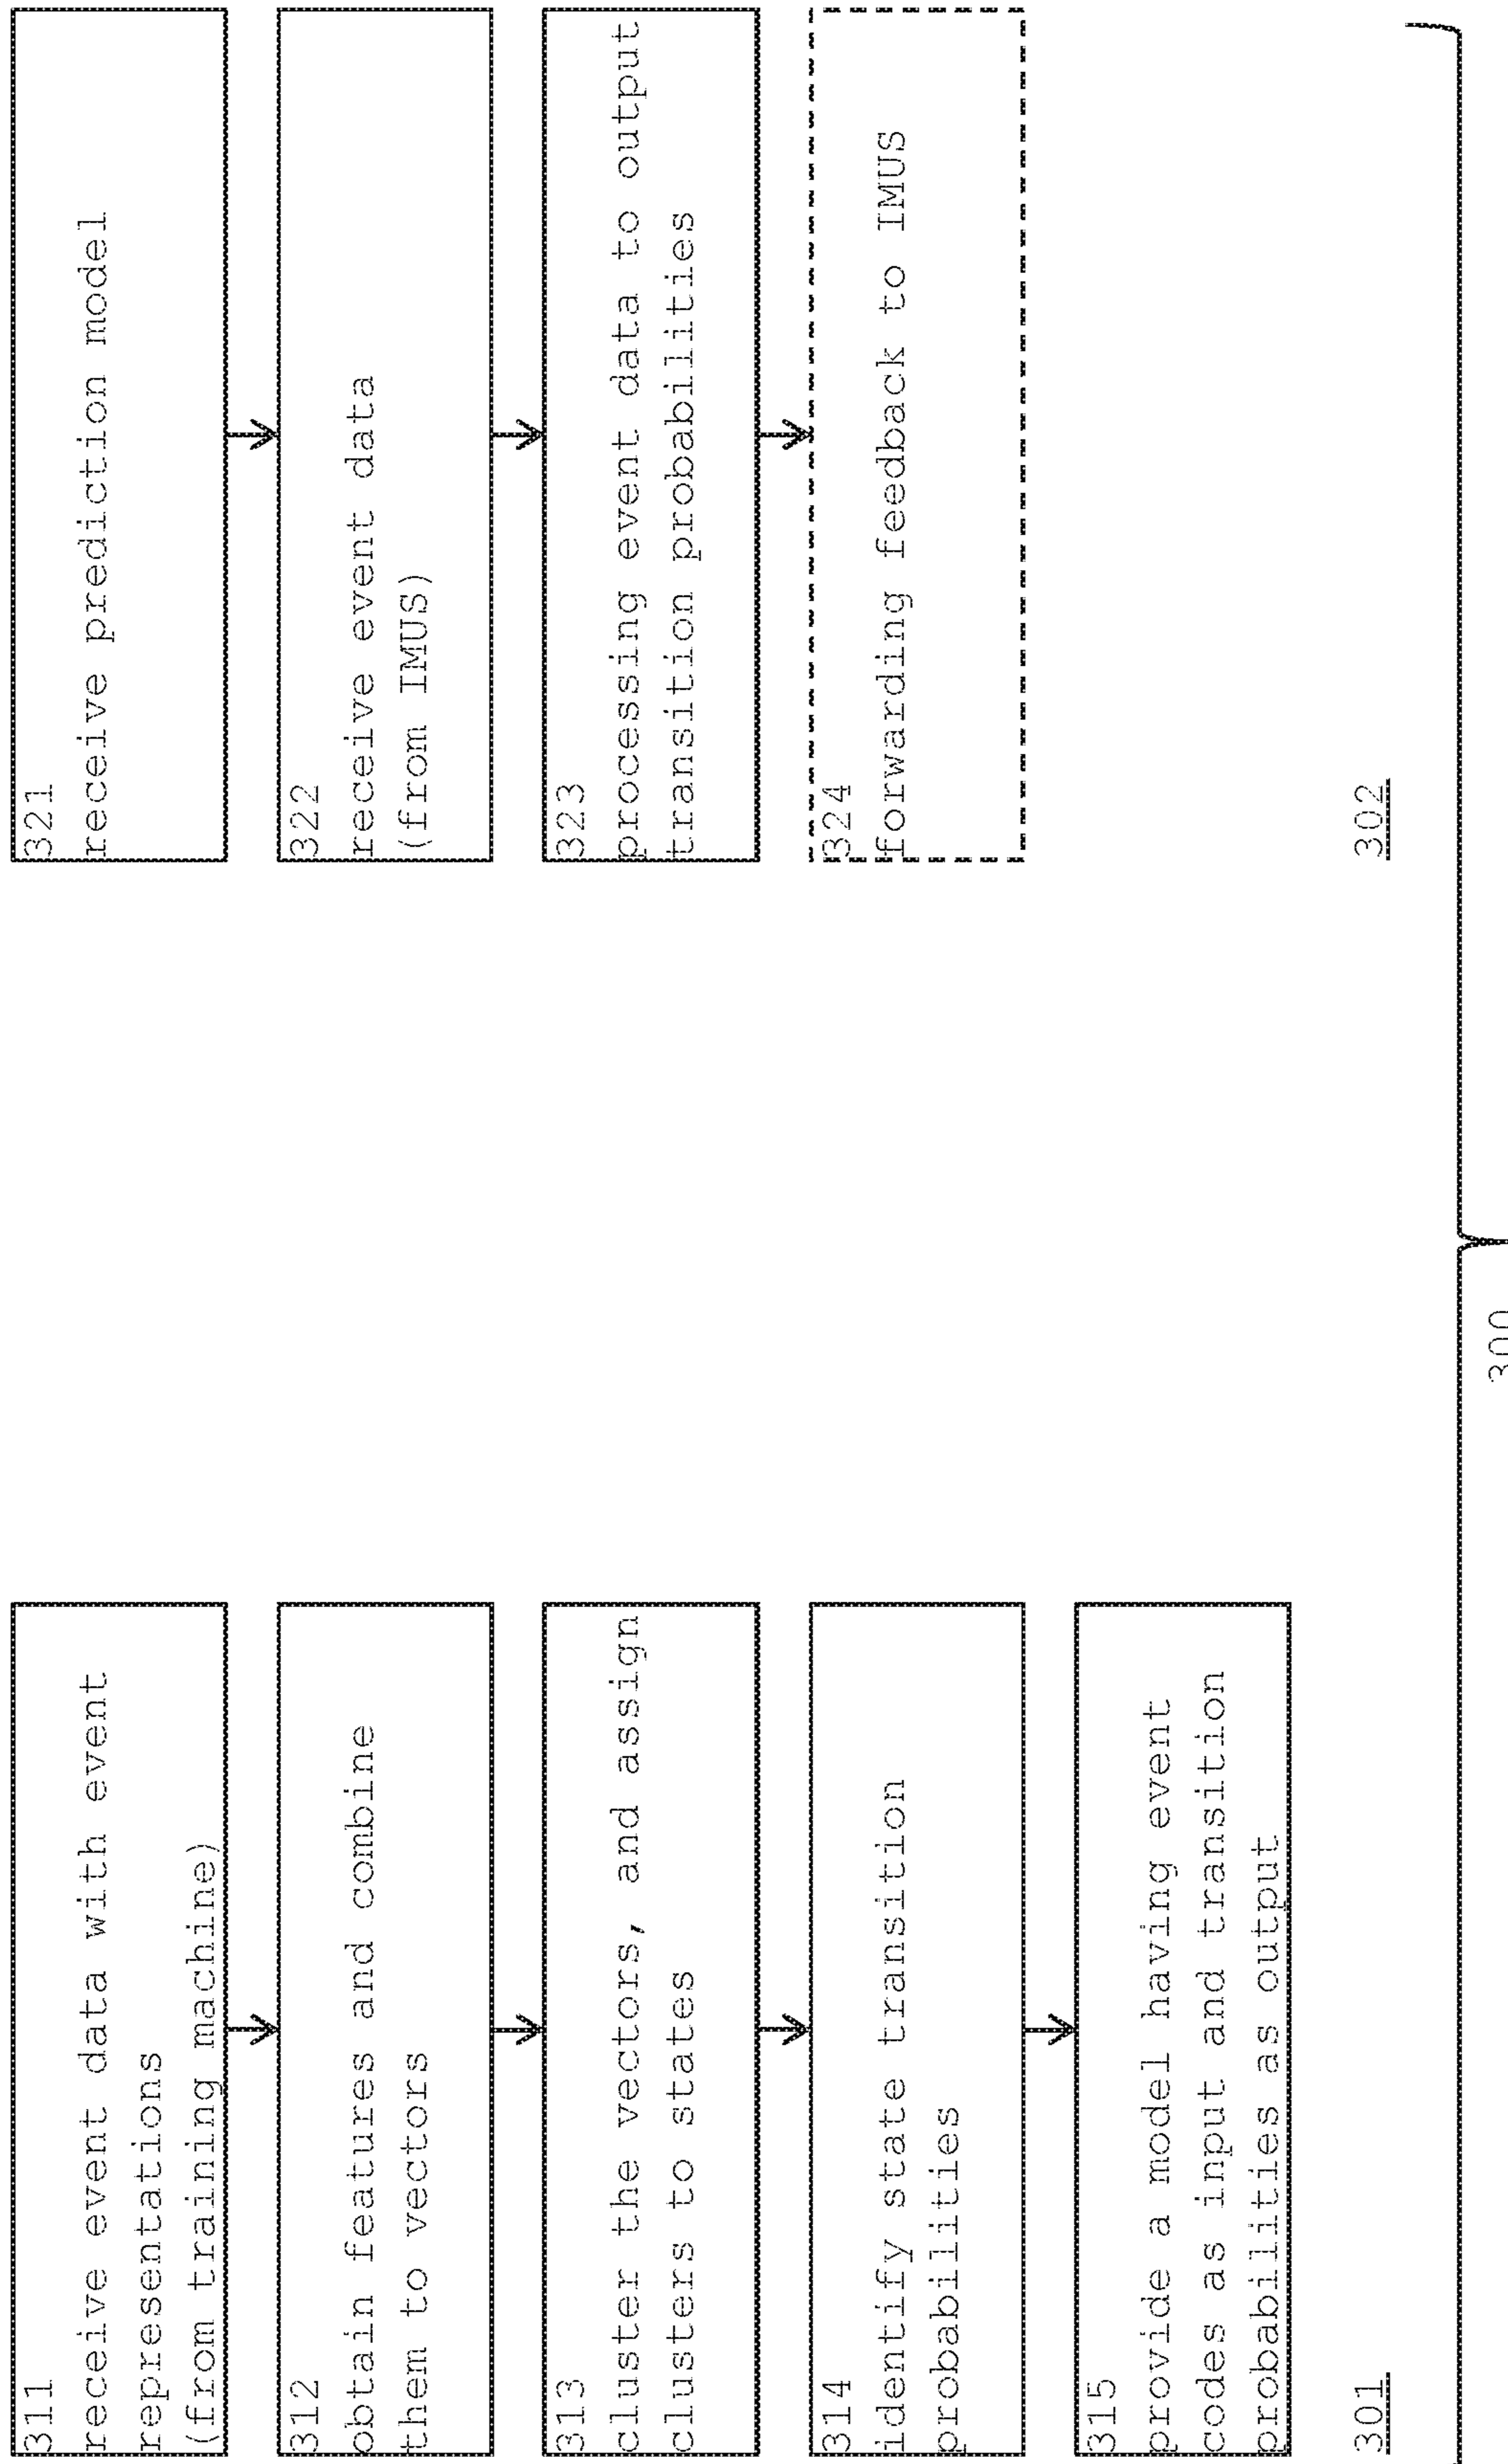 311
receive event data with event
representations
(from training machine)
312
obtain features and combine
them to vectors
313
cluster the vectors, and assign
clusters to states
314
identify state transition
probabilities
315
provide a model having event
codes as input and transition
probabilities as output
301
321
receive prediction model
322
receive event data
(from IMUS)
323
processing event data to output
transition probabilities
324
forwarding feedback to IMUS
302
300